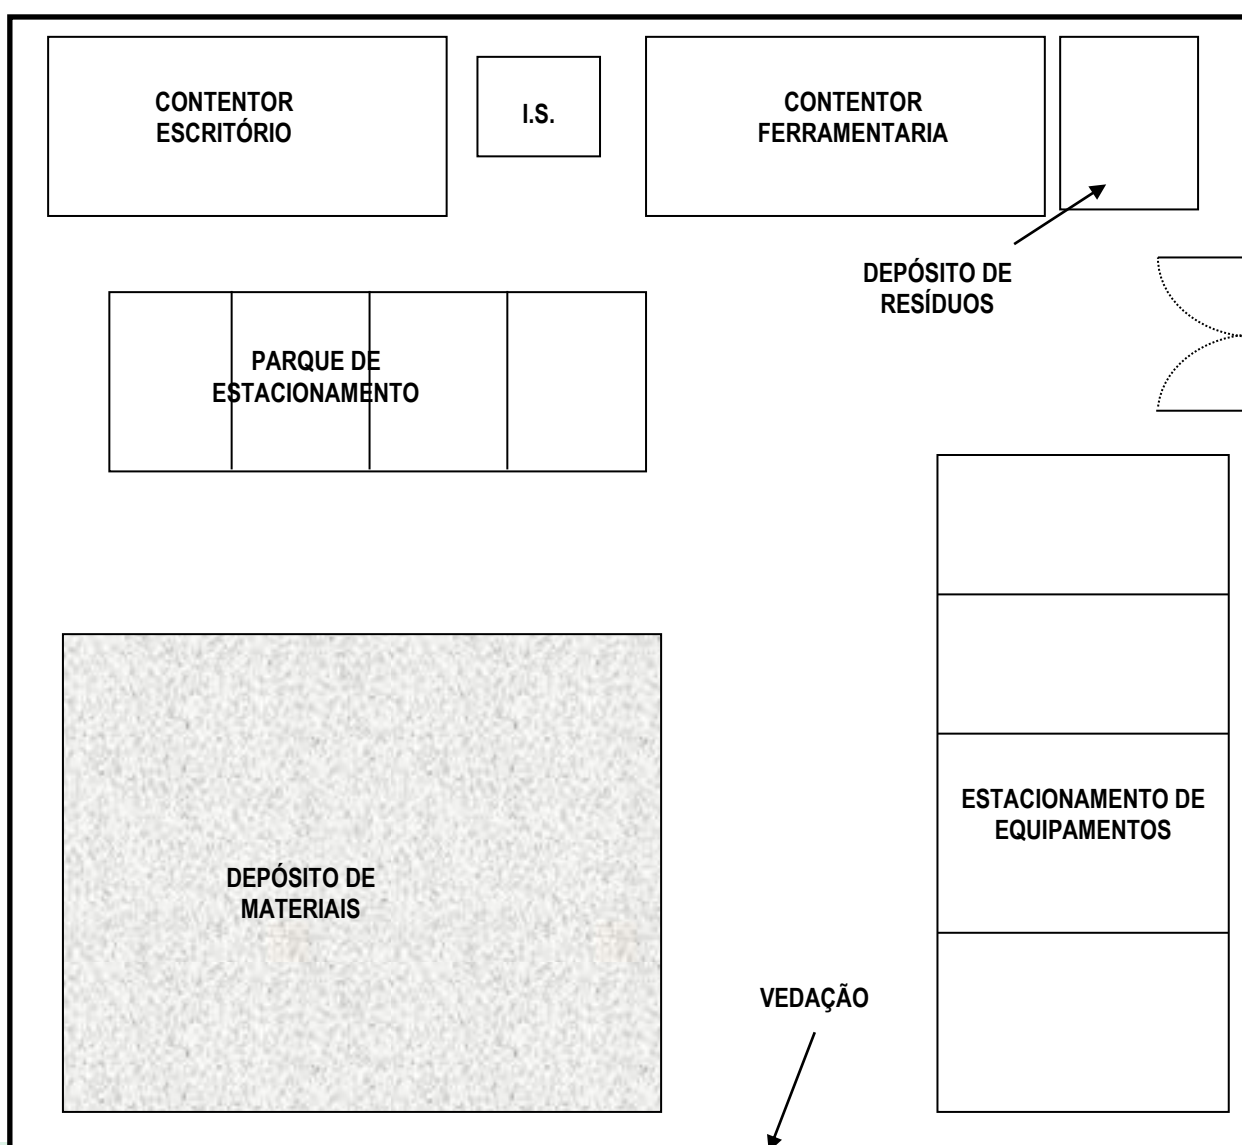 CONTENTOR
ESCRITÓRIO
I.S.
CONTENTOR
FERRAMENTARIA
DEPÓSITO DE
RESÍDUOS
PARQUE DE
ESTACIONAMENTO
ESTACIONAMENTO DE
EQUIPAMENTOS
DEPÓSITO DE
MATERIAIS
VEDAÇÃO